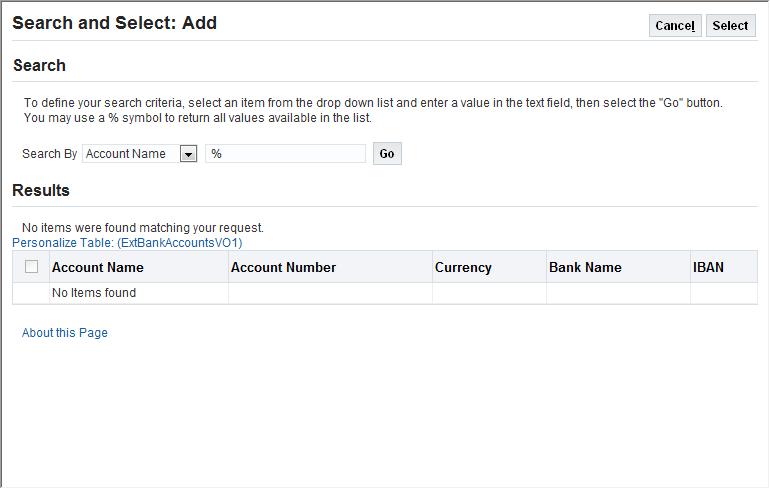 Search and Select: Add
Cancel Select
Search
To define your search criteria, select an item from the drop down list and enter a value in the text field, then select the "Go" button.
You may use a % symbol to return all values available in the list.
Search By Account Name % Go
Results
No items were found matching your request.
Personalize Table: (ExtBankAccountsVO1)
Account Name Account Number Currency Bank Name IBAN
No Items found
About this Page